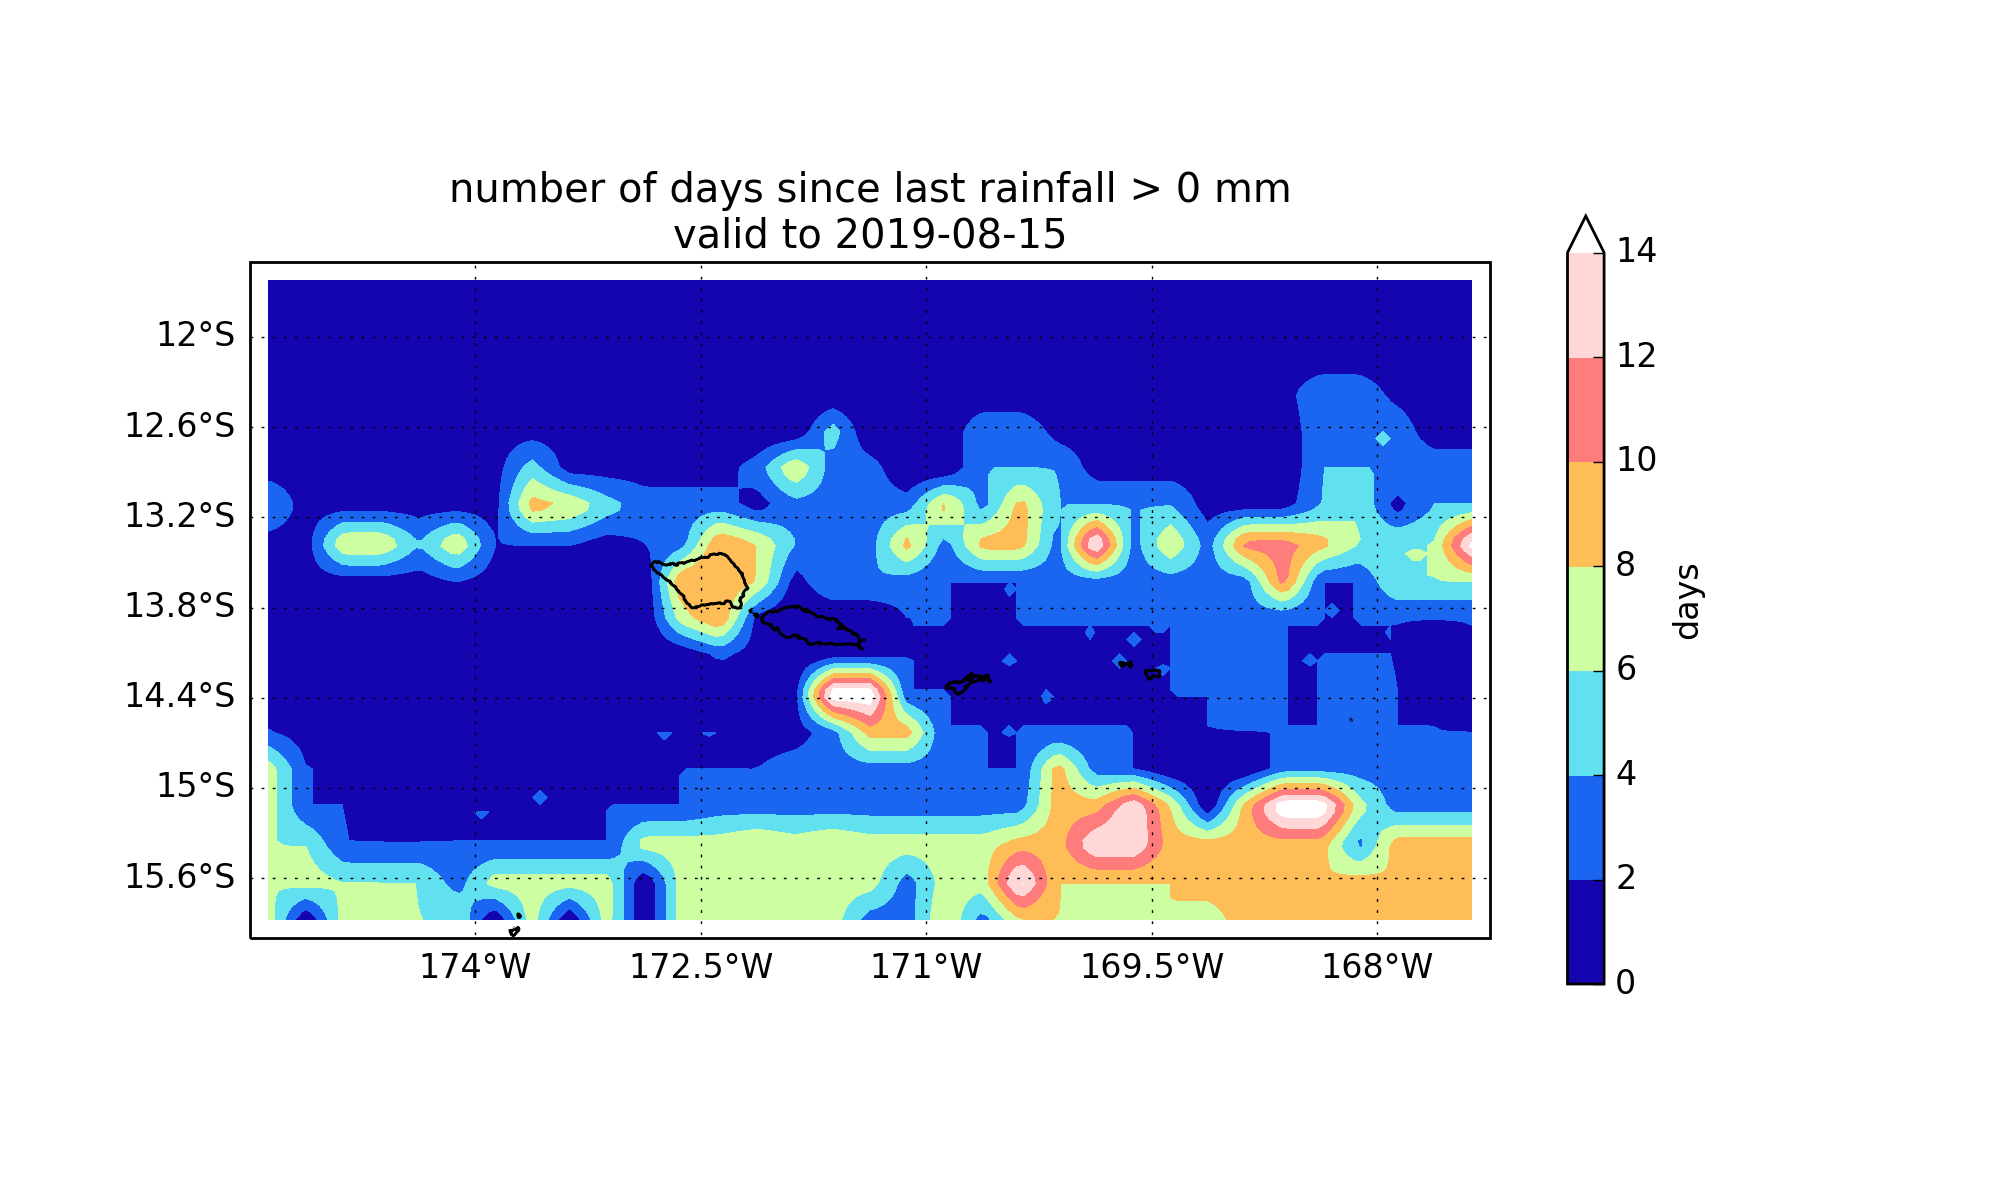 number of days since last rainfall > 0 mm
valid to 2019-08-15
12°S
12.6°S
13.2°S
13.8°S
14.4°S
15°S
15.6°S
174°W
172.5°W
171°W
169.5°W
168°W
14
12
10
8
6
4
2
0
days